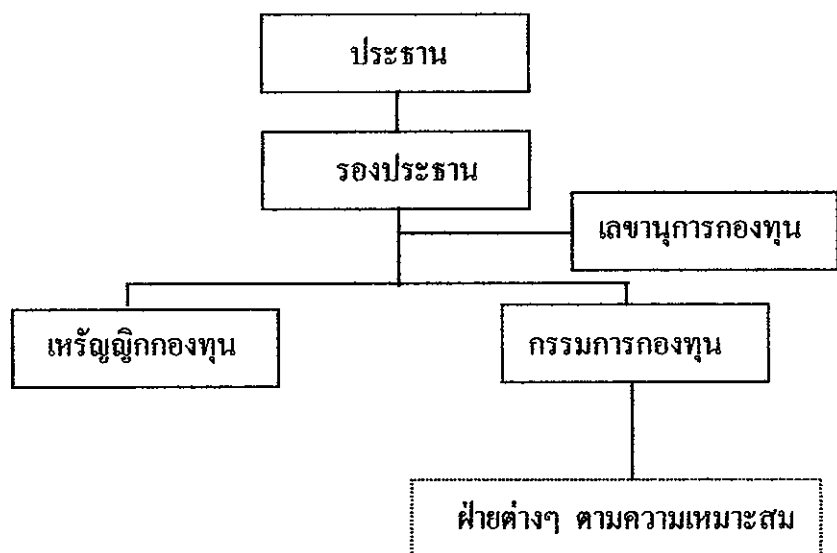 ประธาน
รองประธาน
เลขานุการกองทุน
เหรัญญิกกองทุน
กรรมการกองทุน
ฝ่ายต่างๆ ตามความเหมาะสม